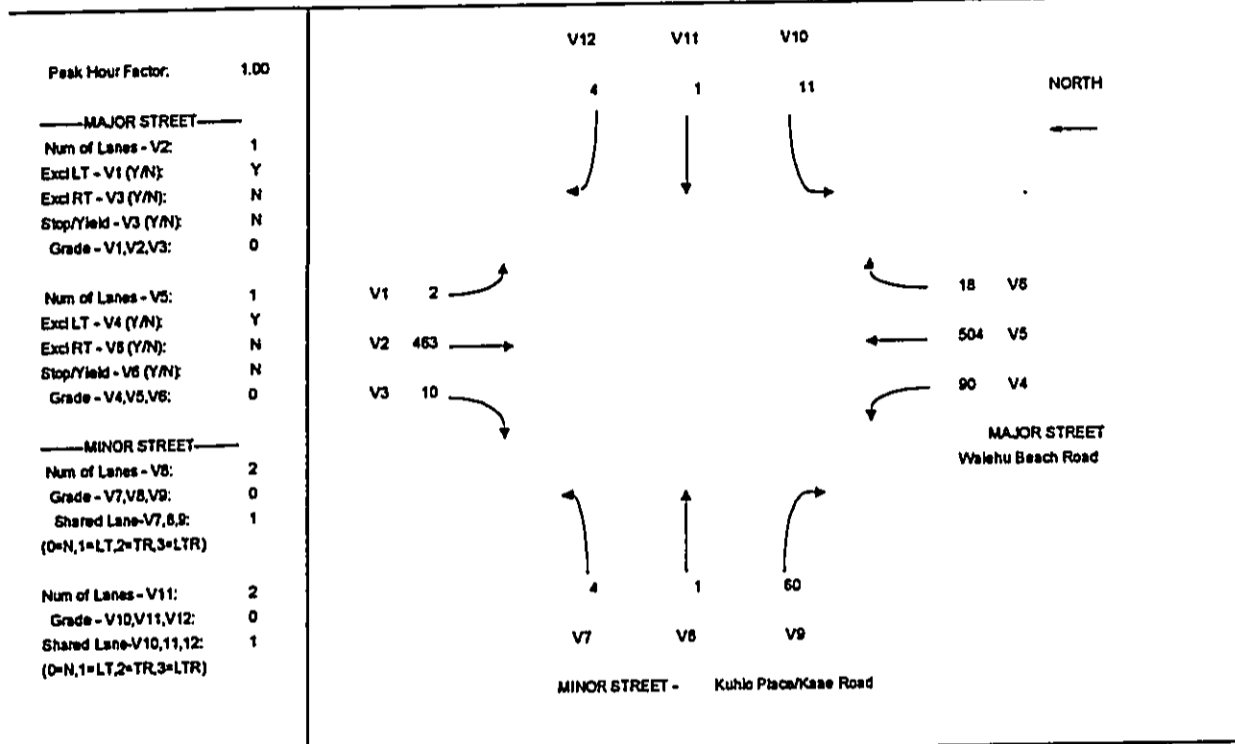 Peak Hour Factor: 1.00
MAJOR STREET
Num of Lanes - V2: 1
Excl LT - V1 (Y/N): Y
Excl RT - V3 (Y/N): N
Stop/Yield - V3 (Y/N): N
Grade - V1,V2,V3: 0
Num of Lanes - V5: 1
Excl LT - V4 (Y/N): Y
Excl RT - V6 (Y/N): N
Stop/Yield - V6 (Y/N): N
Grade - V4,V5,V6: 0
MINOR STREET
Num of Lanes - V8: 2
Grade - V7,V8,V9: 0
Shared Lane-V7,8,9: 1
(0=N,1=LT,2=TR,3=LTR)
Num of Lanes - V11: 2
Grade - V10,V11,V12: 0
Shared Lane-V10,11,12: 1
(0=N,1=LT,2=TR,3=LTR)
V12 V11 V10
4 1 11
NORTH
V1 2
V2 463
V3 10
18 V6
504 V5
90 V4
MAJOR STREET
Waiehu Beach Road
4 1 60
V7 V8 V9
MINOR STREET - Kuhio Place/Kaae Road